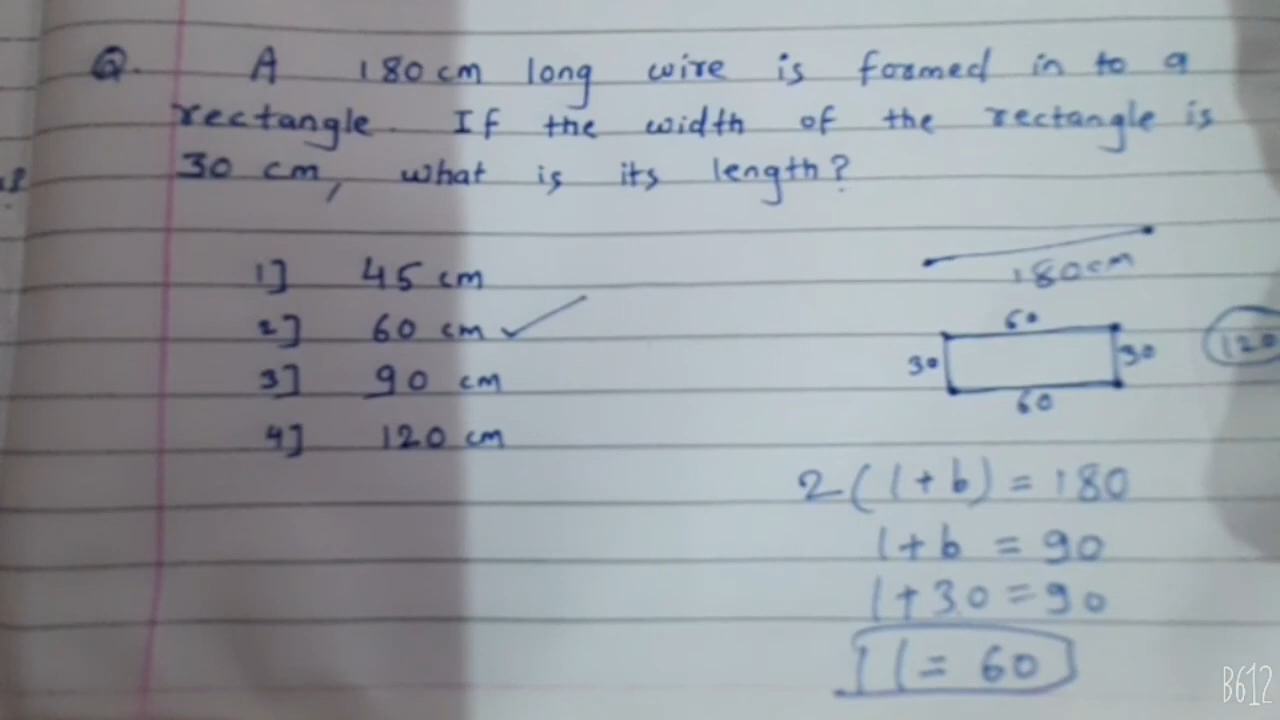 Q. A 180 cm long wire is formed in to a
rectangle. If the width of the rectangle is
30 cm, what is its length?
1] 45 cm
2] 60 cm ✓
3] 90 cm
4] 120 cm
180cm
60
30 30
60
120
2(l+b) = 180
l+b = 90
l+30=90
l = 60
B612